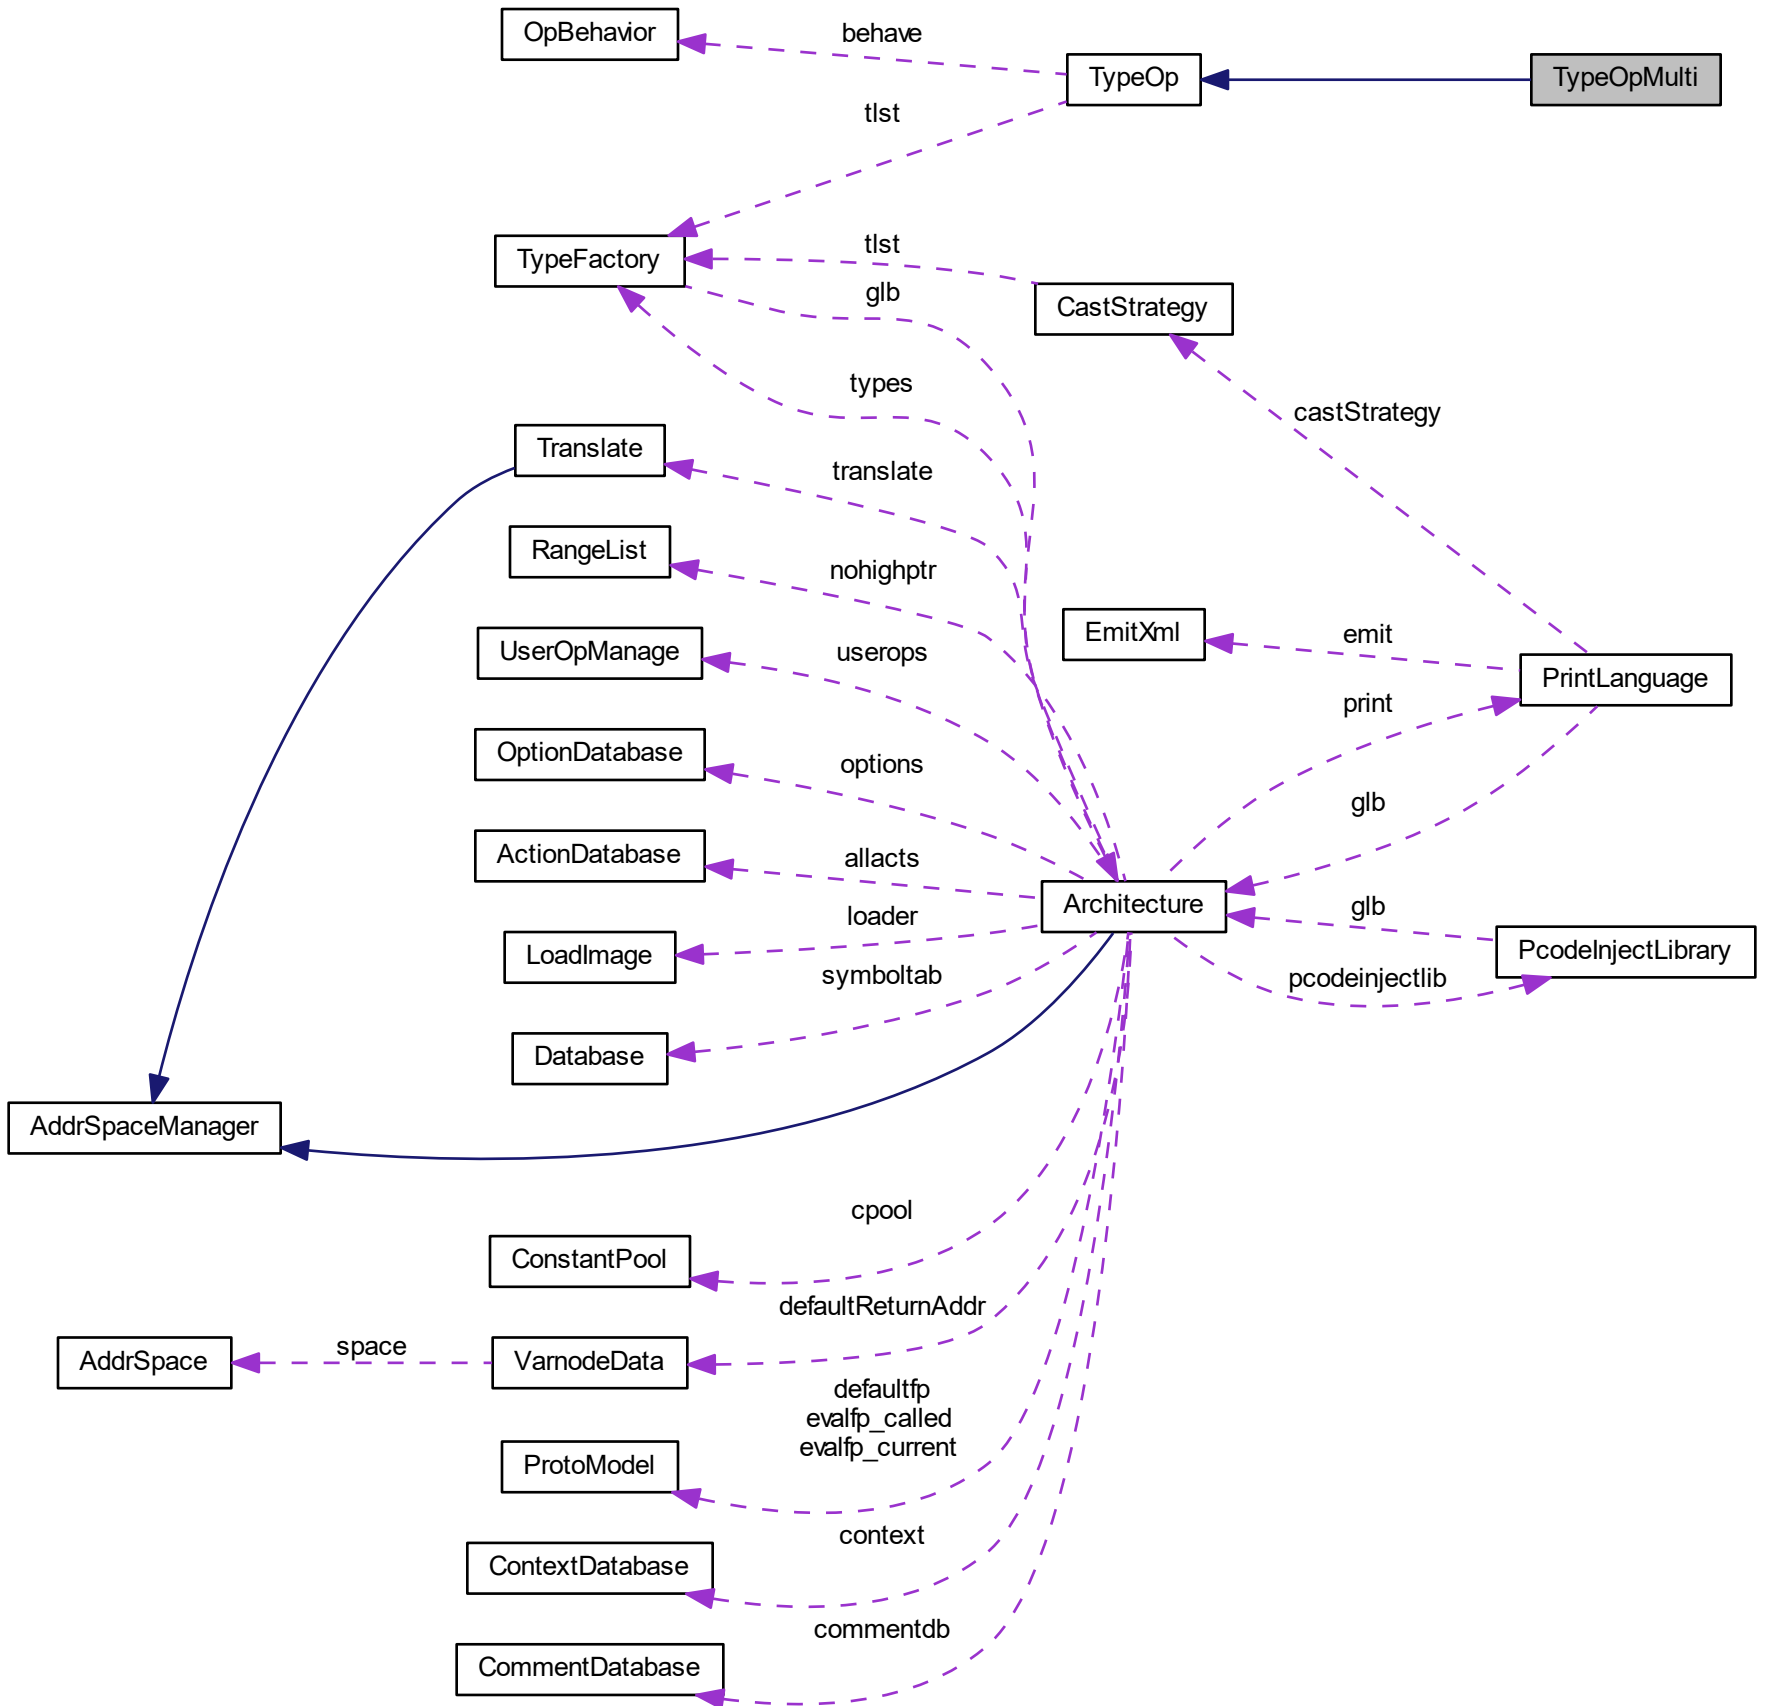 OpBehavior
behave
TypeOp
TypeOpMulti
tlst
TypeFactory
tlst
glb
CastStrategy
types
castStrategy
Translate
translate
RangeList
nohighptr
EmitXml
emit
UserOpManage
userops
PrintLanguage
print
OptionDatabase
options
glb
ActionDatabase
allacts
Architecture
glb
loader
LoadImage
PcodeInjectLibrary
symboltab
pcodeinjectlib
Database
AddrSpaceManager
cpool
ConstantPool
defaultReturnAddr
AddrSpace
space
VarnodeData
defaultfp
evalfp_called
evalfp_current
ProtoModel
context
ContextDatabase
commentdb
CommentDatabase